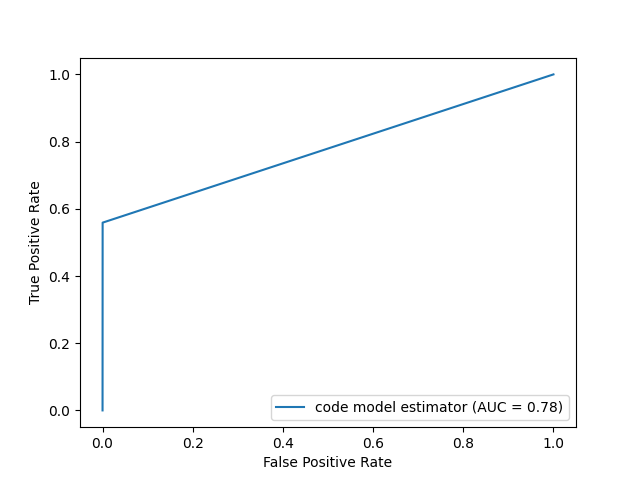 1.0
0.8
0.6
0.4
0.2
0.0
True Positive Rate
code model estimator (AUC = 0.78)
0.0 0.2 0.4 0.6 0.8 1.0
False Positive Rate